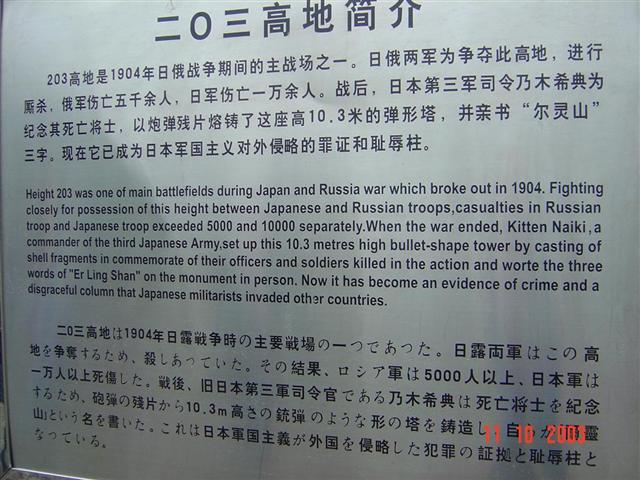 二〇三高地简介
203高地是1904年日俄战争期间的主战场之一。日俄两军为争夺此高地，进行
厮杀，俄军伤亡五千余人，日军伤亡一万余人。战后，日本第三军司令乃木希典为
纪念其死亡将士，以炮弹残片熔铸了这座高10.3米的弹形塔，并亲书“尔灵山”
三字。现在它已成为日本军国主义对外侵略的罪证和耻辱柱。
Height 203 was one of main battlefields during Japan and Russia war which broke out in 1904. Fighting
closely for possession of this height between Japanese and Russian troops,casualties in Russian
troop and Japanese troop exceeded 5000 and 10000 separately.When the war ended, Kitten Naiki,a
commander of the third Japanese Army,set up this 10.3 metres high bullet-shape tower by casting of
shell fragments in commemorate of their officers and soldiers killed in the action and worte the three
words of "Er Ling Shan" on the monument in person. Now it has become an evidence of crime and a
disgraceful column that Japanese militarists invaded other countries.
二〇三高地は1904年日露戦争時の主要戦場の一つであった。日露両軍はこの高
地を争奪するため、殺しあっていた。その結果、ロシア軍は5000人以上、日本軍は
一万人以上死傷した。戦後、旧日本第三軍司令官である乃木希典は死亡将士を紀念
するため、砲弾の残片から10.3m高さの銃弾のような形の塔を鋳造し、自ら
山」という名を書いた。これは日本軍国主義が外国を侵略した犯罪の証拠と耻辱柱と
なっている。
11 10 2003